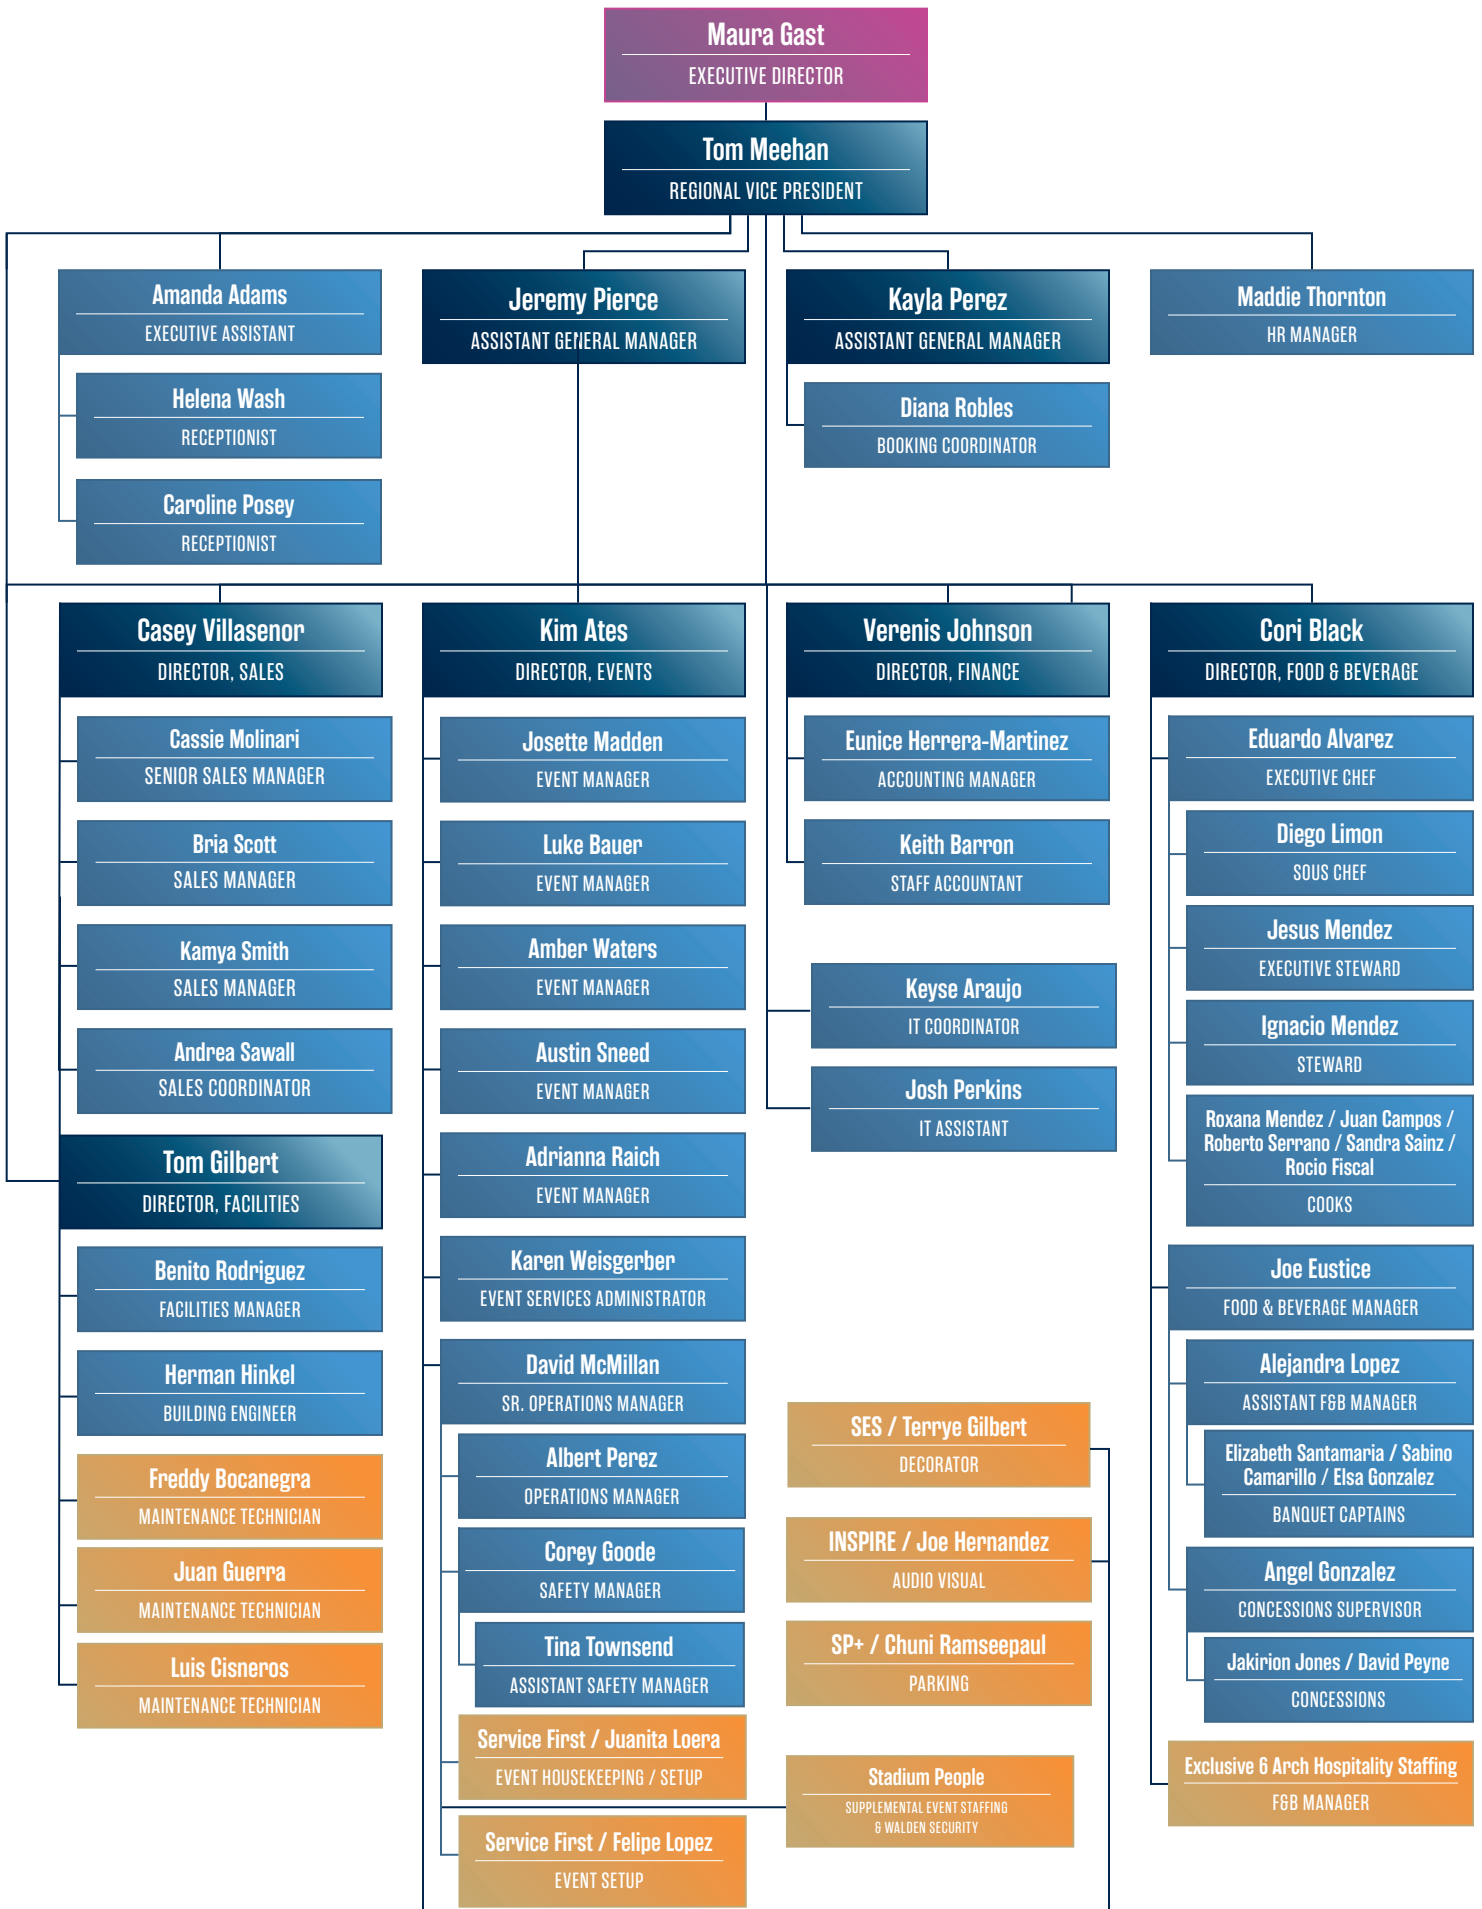 Maura Gast
EXECUTIVE DIRECTOR
Tom Meehan
REGIONAL VICE PRESIDENT
Amanda Adams
EXECUTIVE ASSISTANT
Helena Wash
RECEPTIONIST
Caroline Posey
RECEPTIONIST
Jeremy Pierce
ASSISTANT GENERAL MANAGER
Kayla Perez
ASSISTANT GENERAL MANAGER
Diana Robles
BOOKING COORDINATOR
Maddie Thornton
HR MANAGER
Casey Villasenor
DIRECTOR, SALES
Cassie Molinari
SENIOR SALES MANAGER
Bria Scott
SALES MANAGER
Kamya Smith
SALES MANAGER
Andrea Sawall
SALES COORDINATOR
Tom Gilbert
DIRECTOR, FACILITIES
Benito Rodriguez
FACILITIES MANAGER
Herman Hinkel
BUILDING ENGINEER
Freddy Bocanegra
MAINTENANCE TECHNICIAN
Juan Guerra
MAINTENANCE TECHNICIAN
Luis Cisneros
MAINTENANCE TECHNICIAN
Kim Ates
DIRECTOR, EVENTS
Josette Madden
EVENT MANAGER
Luke Bauer
EVENT MANAGER
Amber Waters
EVENT MANAGER
Austin Sneed
EVENT MANAGER
Adrianna Raich
EVENT MANAGER
Karen Weisgerber
EVENT SERVICES ADMINISTRATOR
David McMillan
SR. OPERATIONS MANAGER
Albert Perez
OPERATIONS MANAGER
Corey Goode
SAFETY MANAGER
Tina Townsend
ASSISTANT SAFETY MANAGER
Service First / Juanita Loera
EVENT HOUSEKEEPING / SETUP
Service First / Felipe Lopez
EVENT SETUP
Verenis Johnson
DIRECTOR, FINANCE
Eunice Herrera-Martinez
ACCOUNTING MANAGER
Keith Barron
STAFF ACCOUNTANT
Keyse Araujo
IT COORDINATOR
Josh Perkins
IT ASSISTANT
SES / Terrye Gilbert
DECORATOR
INSPIRE / Joe Hernandez
AUDIO VISUAL
SP+ / Chuni Ramseepaul
PARKING
Stadium People
SUPPLEMENTAL EVENT STAFFING
& WALDEN SECURITY
Cori Black
DIRECTOR, FOOD & BEVERAGE
Eduardo Alvarez
EXECUTIVE CHEF
Diego Limon
SOUS CHEF
Jesus Mendez
EXECUTIVE STEWARD
Ignacio Mendez
STEWARD
Roxana Mendez / Juan Campos /
Roberto Serrano / Sandra Sainz /
Rocio Fiscal
COOKS
Joe Eustice
FOOD & BEVERAGE MANAGER
Alejandra Lopez
ASSISTANT F&B MANAGER
Elizabeth Santamaria / Sabino
Camarillo / Elsa Gonzalez
BANQUET CAPTAINS
Angel Gonzalez
CONCESSIONS SUPERVISOR
Jakirion Jones / David Peyne
CONCESSIONS
Exclusive 6 Arch Hospitality Staffing
F&B MANAGER